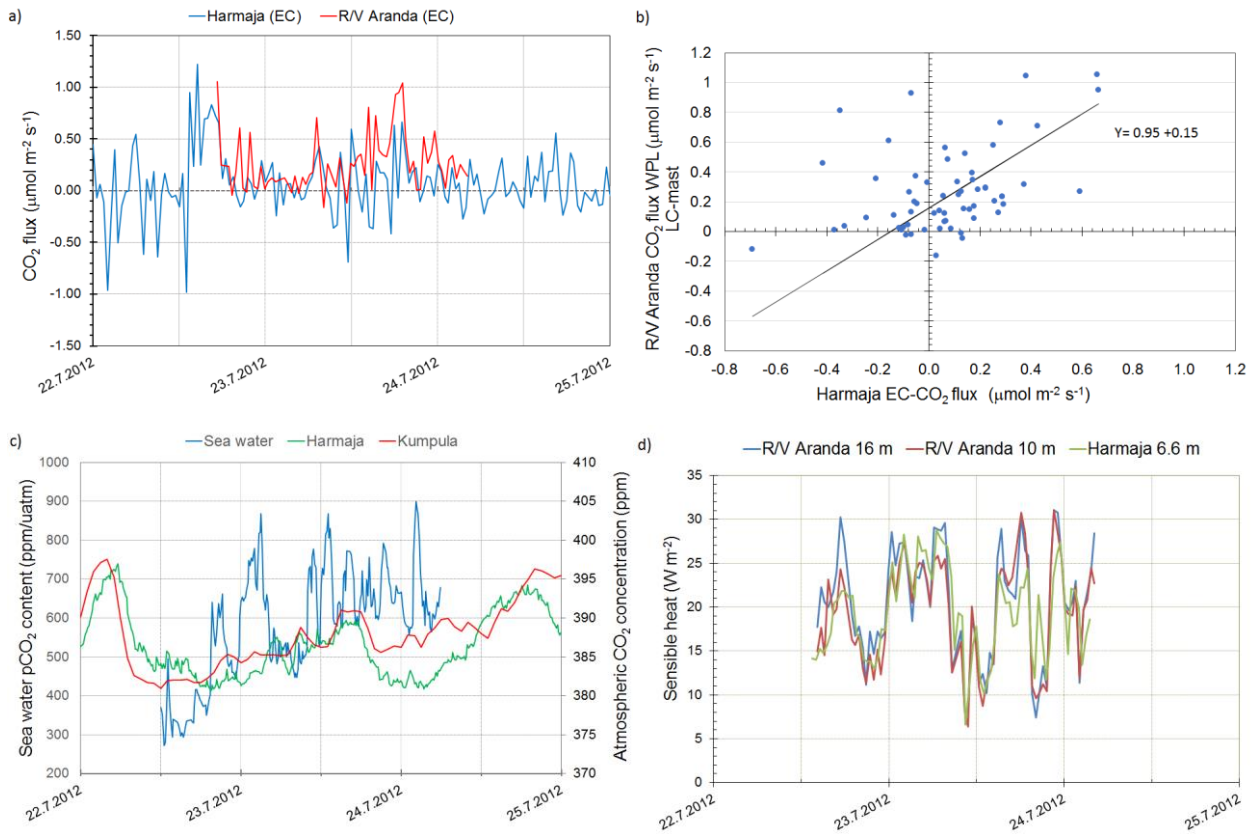 a)
Harmaja (EC) R/V Aranda (EC)
1.50
1.00
0.50
0.00
-0.50
-1.00
-1.50
CO₂ flux (μmol m⁻² s⁻¹)
22.7.2012 23.7.2012 24.7.2012 25.7.2012
b)
1.2
1
0.8
0.6
0.4
0.2
0
-0.2
-0.4
-0.6
-0.8
R/V Aranda CO₂ flux WPL (μmol m⁻² s⁻¹)
LC-mast
Y= 0.95 +0.15
-0.8 -0.6 -0.4 -0.2 0.0 0.2 0.4 0.6 0.8 1.0 1.2
Harmaja EC-CO₂ flux (μmol m⁻² s⁻¹)
c)
Sea water Harmaja Kumpula
1000
900
800
700
600
500
400
300
200
Sea water pCO₂ content (ppm/uatm)
410
405
400
395
390
385
380
375
370
Atmospheric CO₂ concentration (ppm)
22.7.2012 23.7.2012 24.7.2012 25.7.2012
d)
R/V Aranda 16 m R/V Aranda 10 m Harmaja 6.6 m
35
30
25
20
15
10
5
0
Sensible heat (W m⁻²)
22.7.2012 23.7.2012 24.7.2012 25.7.2012